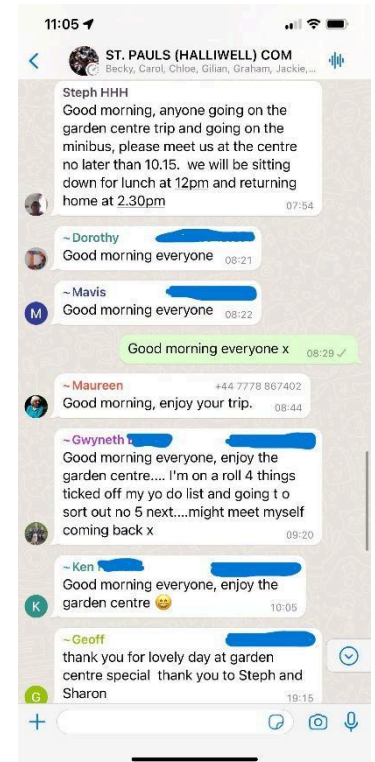 11:05
ST. PAULS (HALLIWELL) COM
Becky, Carol, Chloe, Gilian, Graham, Jackie,...
Steph HHH
Good morning, anyone going on the
garden centre trip and going on the
minibus, please meet us at the centre
no later than 10.15. we will be sitting
down for lunch at 12pm and returning
home at 2.30pm
07:54
~Dorothy
Good morning everyone 08:21
~Mavis
M
Good morning everyone 08:22
Good morning everyone x 08:29
~Maureen +44 7778 867402
Good morning, enjoy your trip. 08:44
~Gwyneth
Good morning everyone, enjoy the
garden centre.... I'm on a roll 4 things
ticked off my yo do list and going t o
sort out no 5 next....might meet myself
coming back x
09:20
~Ken
Good morning everyone, enjoy the
K
garden centre 😄 10:05
~Geoff
thank you for lovely day at garden
centre special thank you to Steph and
G
Sharon 19:15